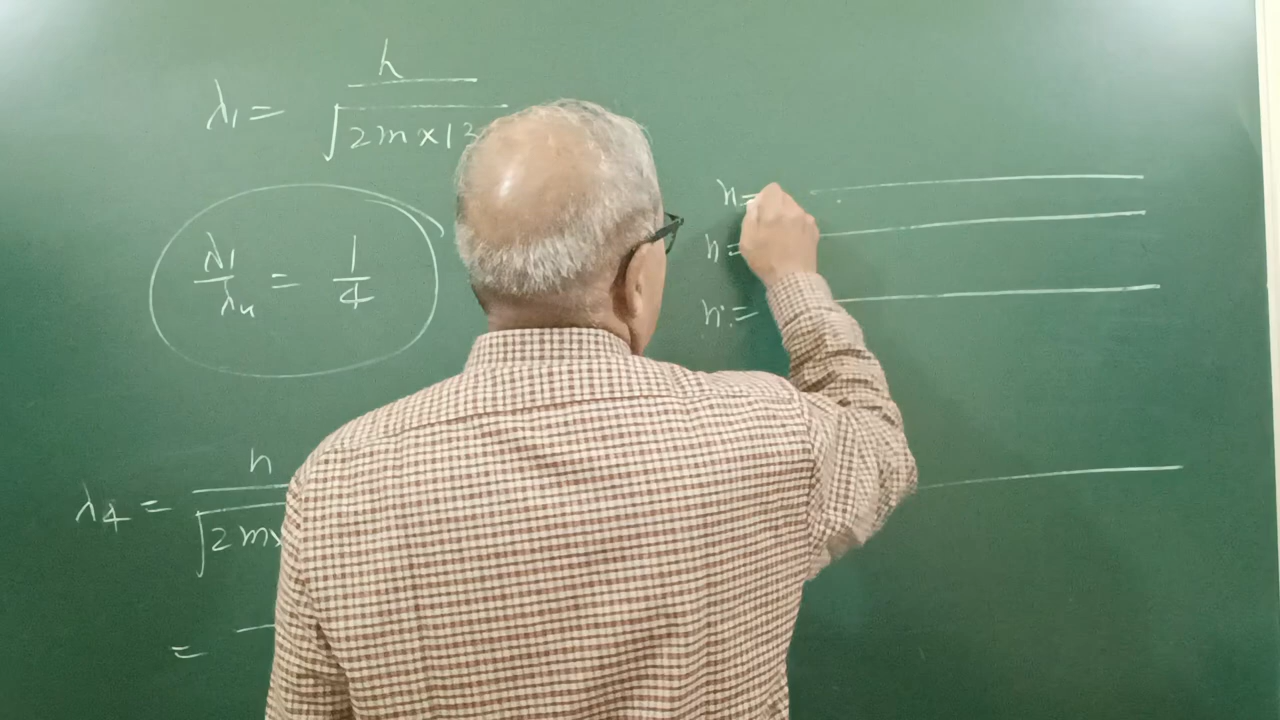 λ1 = h / √2m×13
λ1 / λ4 = 1 / 4
λ4 = h / √2m×
=
n=
n=
n=